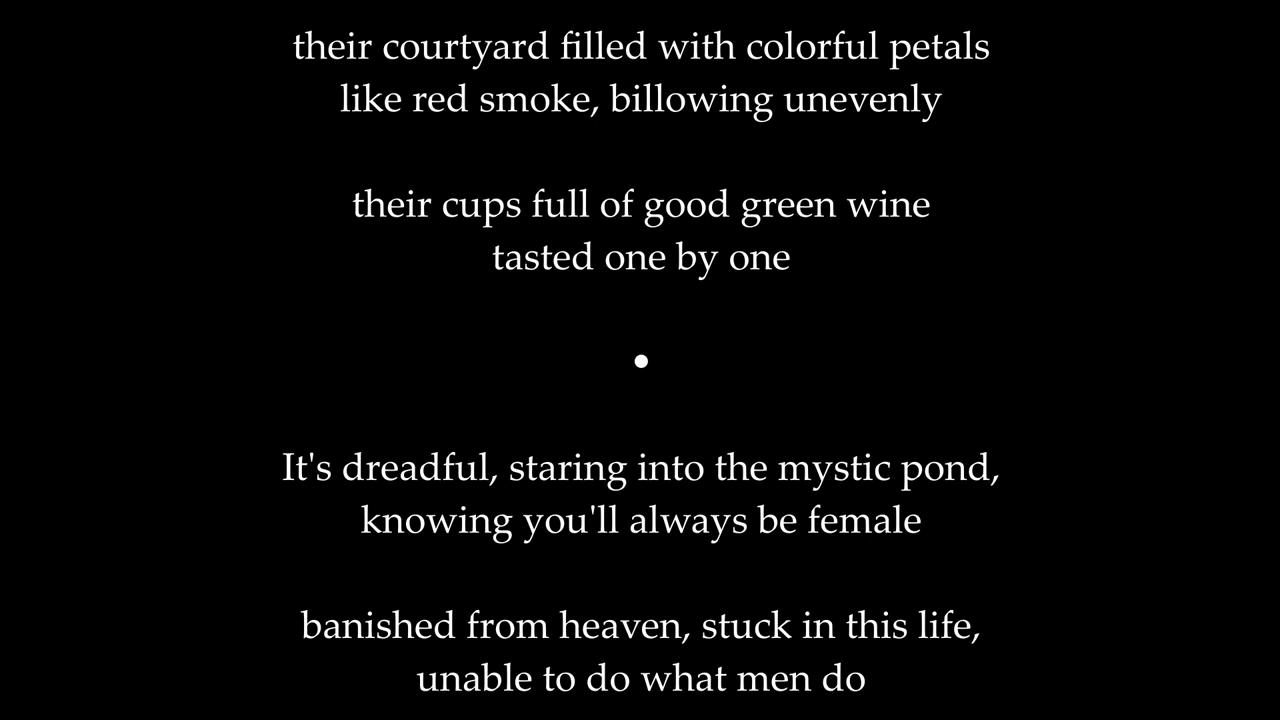 their courtyard filled with colorful petals
like red smoke, billowing unevenly
their cups full of good green wine
tasted one by one
•
It's dreadful, staring into the mystic pond,
knowing you'll always be female
banished from heaven, stuck in this life,
unable to do what men do